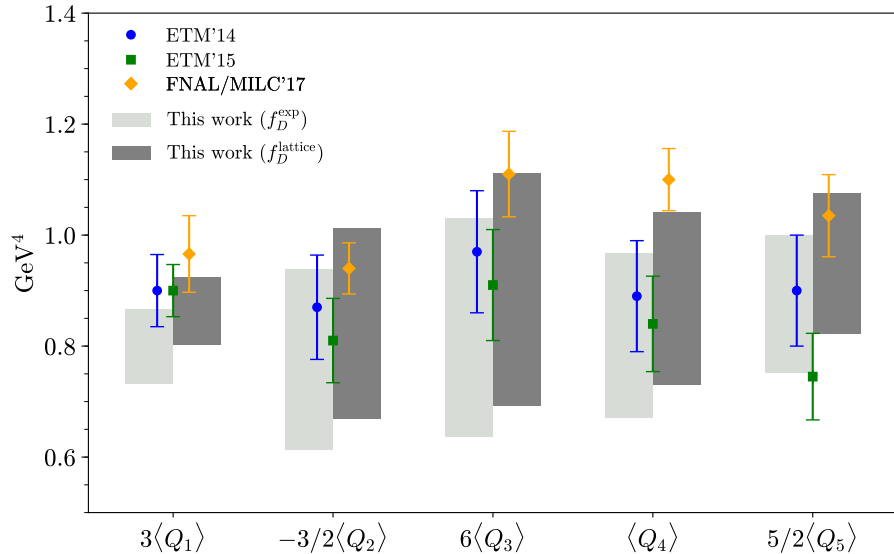 1.4
1.2
1.0
0.8
0.6
GeV⁴
ETM'14
ETM'15
FNAL/MILC'17
This work (f_D^exp)
This work (f_D^lattice)
3⟨Q₁⟩
−3/2⟨Q₂⟩
6⟨Q₃⟩
⟨Q₄⟩
5/2⟨Q₅⟩